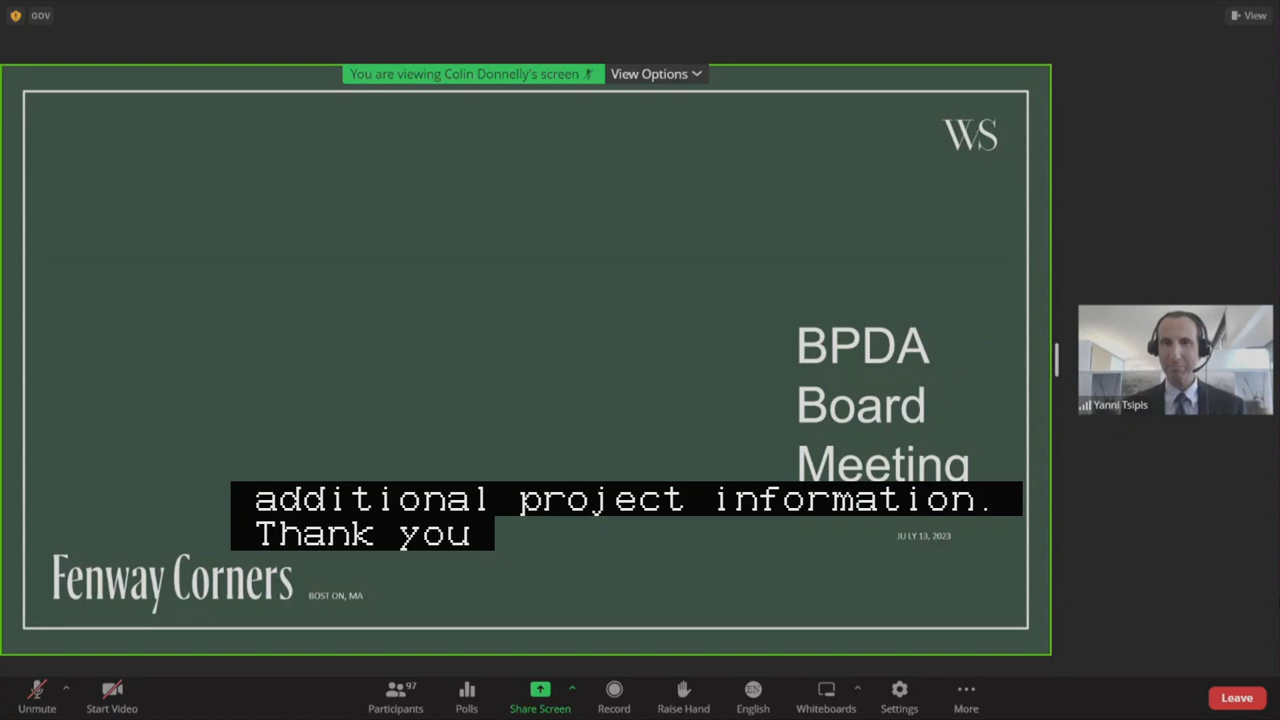 GOV
View
You are viewing Colin Donnelly's screen
View Options
WS
BPDA
Board
Meeting
additional project information.
Thank you
JULY 13, 2023
Fenway Corners
BOSTON, MA
Yanni Tsipis
97
EN
Unmute
Start Video
Participants
Polls
Share Screen
Record
Raise Hand
English
Whiteboards
Settings
More
Leave